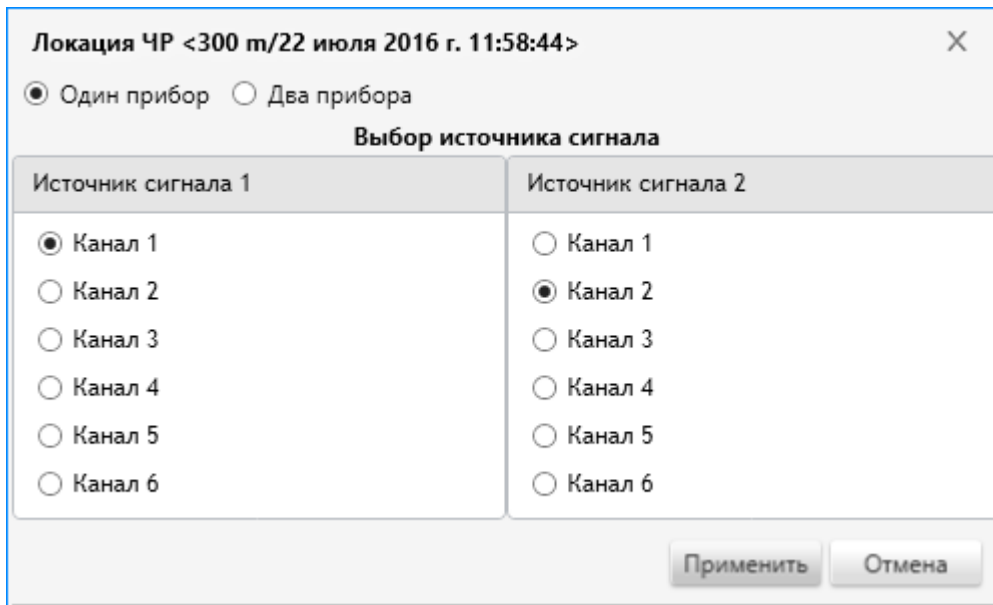 Локация ЧР <300 m/22 июля 2016 г. 11:58:44>
Один прибор Два прибора
Выбор источника сигнала
Источник сигнала 1 Источник сигнала 2
Канал 1 Канал 1
Канал 2 Канал 2
Канал 3 Канал 3
Канал 4 Канал 4
Канал 5 Канал 5
Канал 6 Канал 6
Применить Отмена